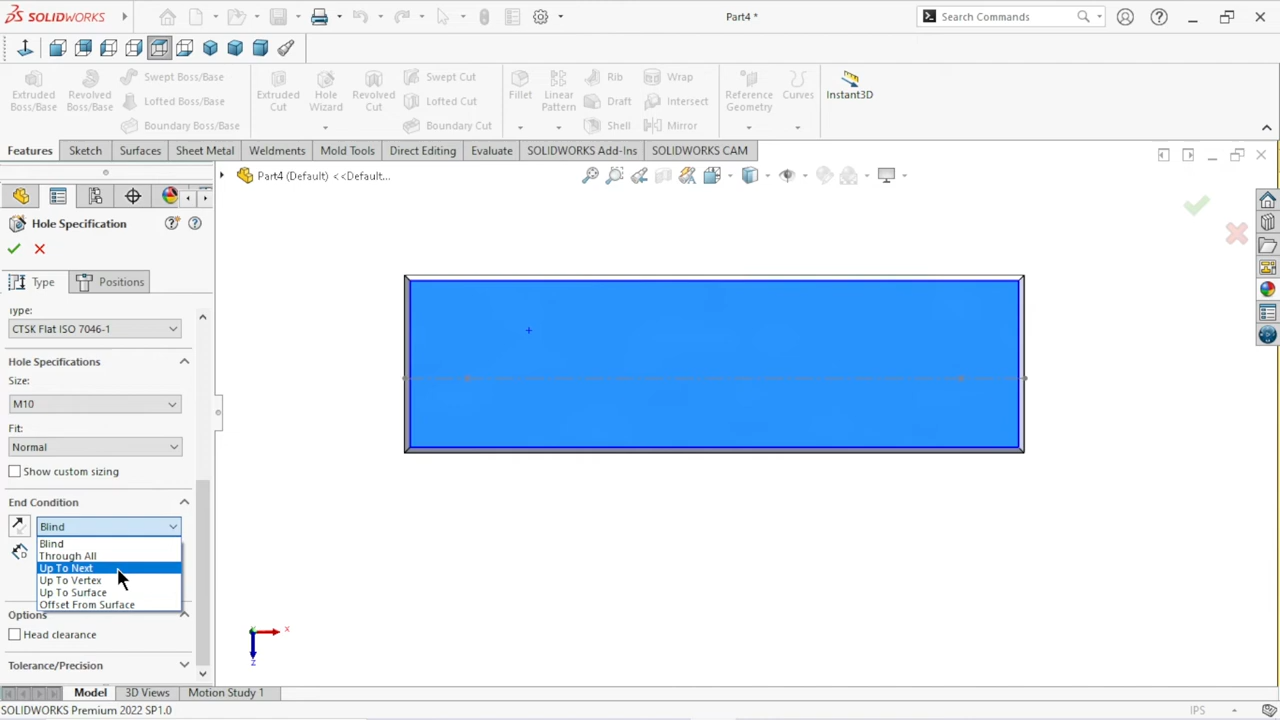 SOLIDWORKS
Part4 *
Search Commands
Extruded Boss/Base
Revolved Boss/Base
Swept Boss/Base
Lofted Boss/Base
Boundary Boss/Base
Extruded Cut
Hole Wizard
Revolved Cut
Swept Cut
Lofted Cut
Boundary Cut
Fillet
Linear Pattern
Rib
Draft
Shell
Wrap
Intersect
Mirror
Reference Geometry
Curves
Instant3D
Features
Sketch
Surfaces
Sheet Metal
Weldments
Mold Tools
Direct Editing
Evaluate
SOLIDWORKS Add-Ins
SOLIDWORKS CAM
Part4 (Default) <<Default...
Hole Specification
Type
Positions
Type:
CTSK Flat ISO 7046-1
Hole Specifications
Size:
M10
Fit:
Normal
Show custom sizing
End Condition
Blind
Blind
Through All
Up To Next
Up To Vertex
Up To Surface
Offset From Surface
Options
Head clearance
Tolerance/Precision
x
Y
z
Model
3D Views
Motion Study 1
SOLIDWORKS Premium 2022 SP1.0
IPS